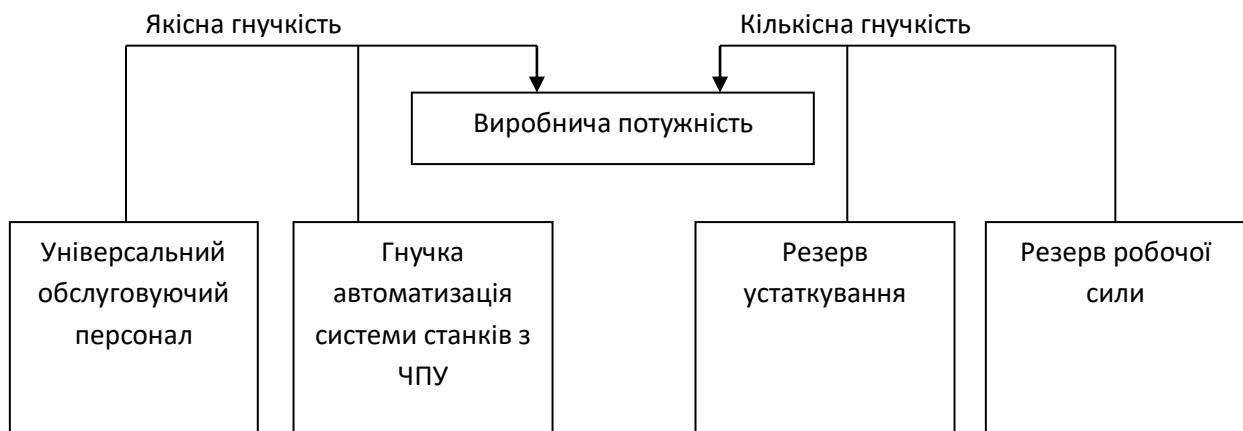 Якісна гнучкість
Кількісна гнучкість
Виробнича потужність
Універсальний
обслуговуючий
персонал
Гнучка
автоматизація
системи станків з
ЧПУ
Резерв
устаткування
Резерв робочої
сили